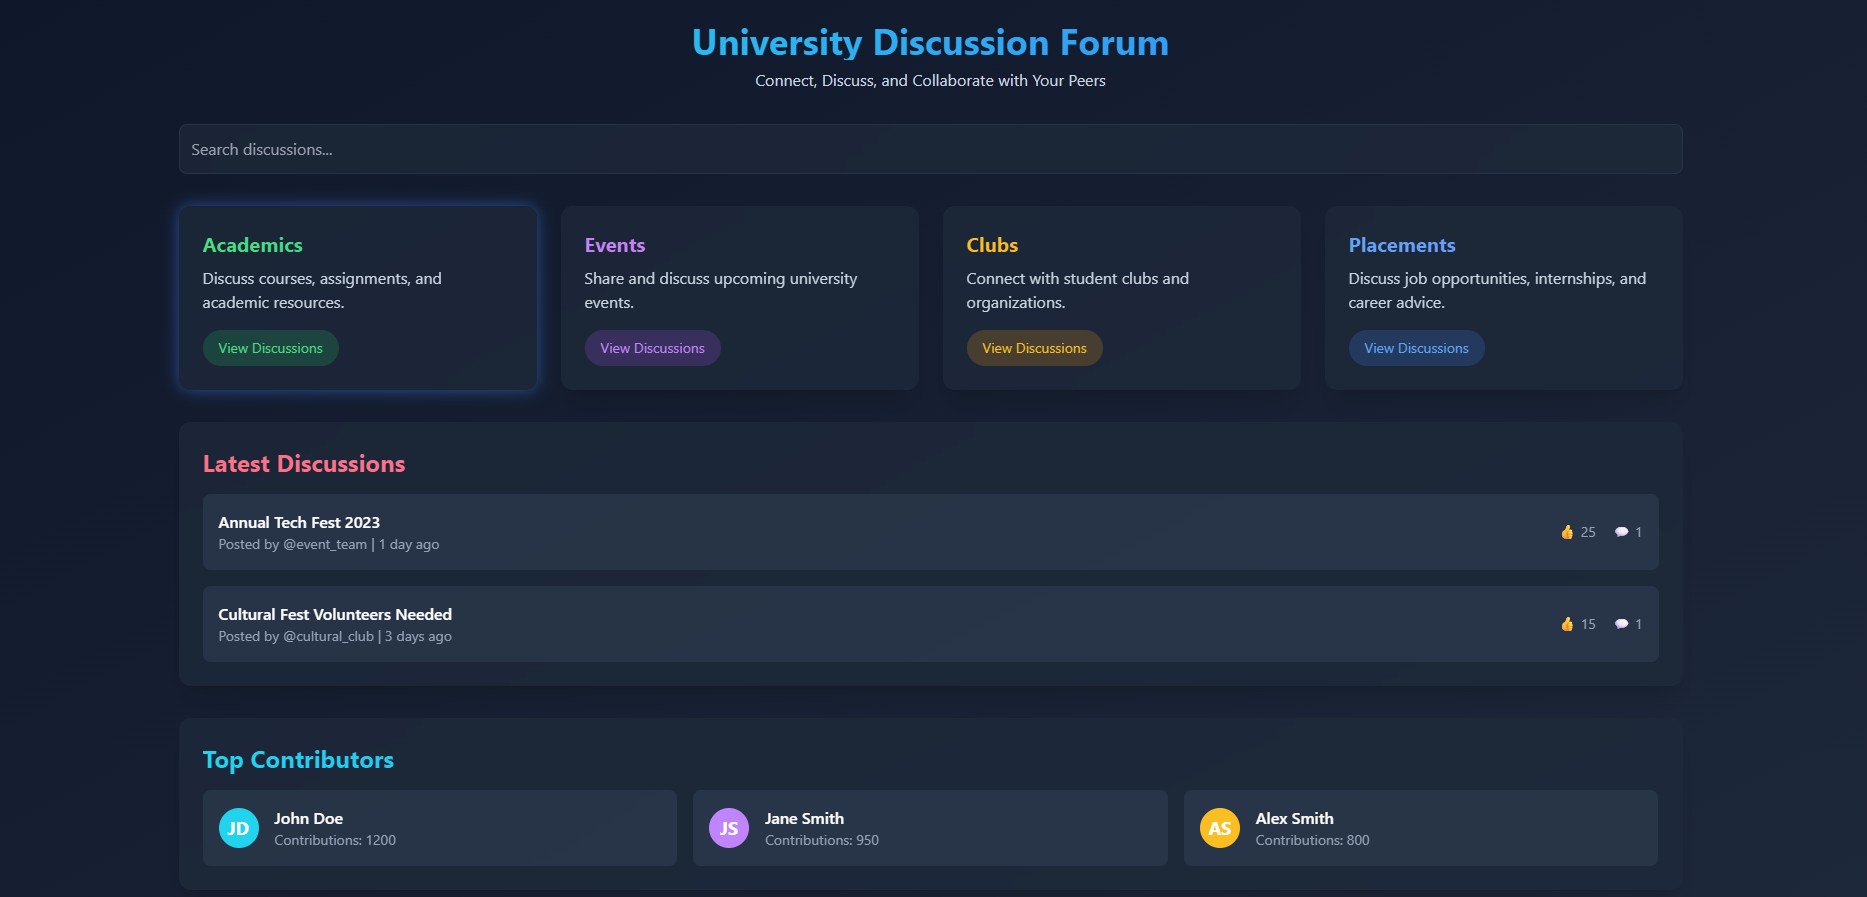 University Discussion Forum
Connect, Discuss, and Collaborate with Your Peers
Search discussions...
Academics
Discuss courses, assignments, and
academic resources.
View Discussions
Events
Share and discuss upcoming university
events.
View Discussions
Clubs
Connect with student clubs and
organizations.
View Discussions
Placements
Discuss job opportunities, internships, and
career advice.
View Discussions
Latest Discussions
Annual Tech Fest 2023
Posted by @event_team | 1 day ago
👍 25 💬 1
Cultural Fest Volunteers Needed
Posted by @cultural_club | 3 days ago
👍 15 💬 1
Top Contributors
JD
John Doe
Contributions: 1200
JS
Jane Smith
Contributions: 950
AS
Alex Smith
Contributions: 800